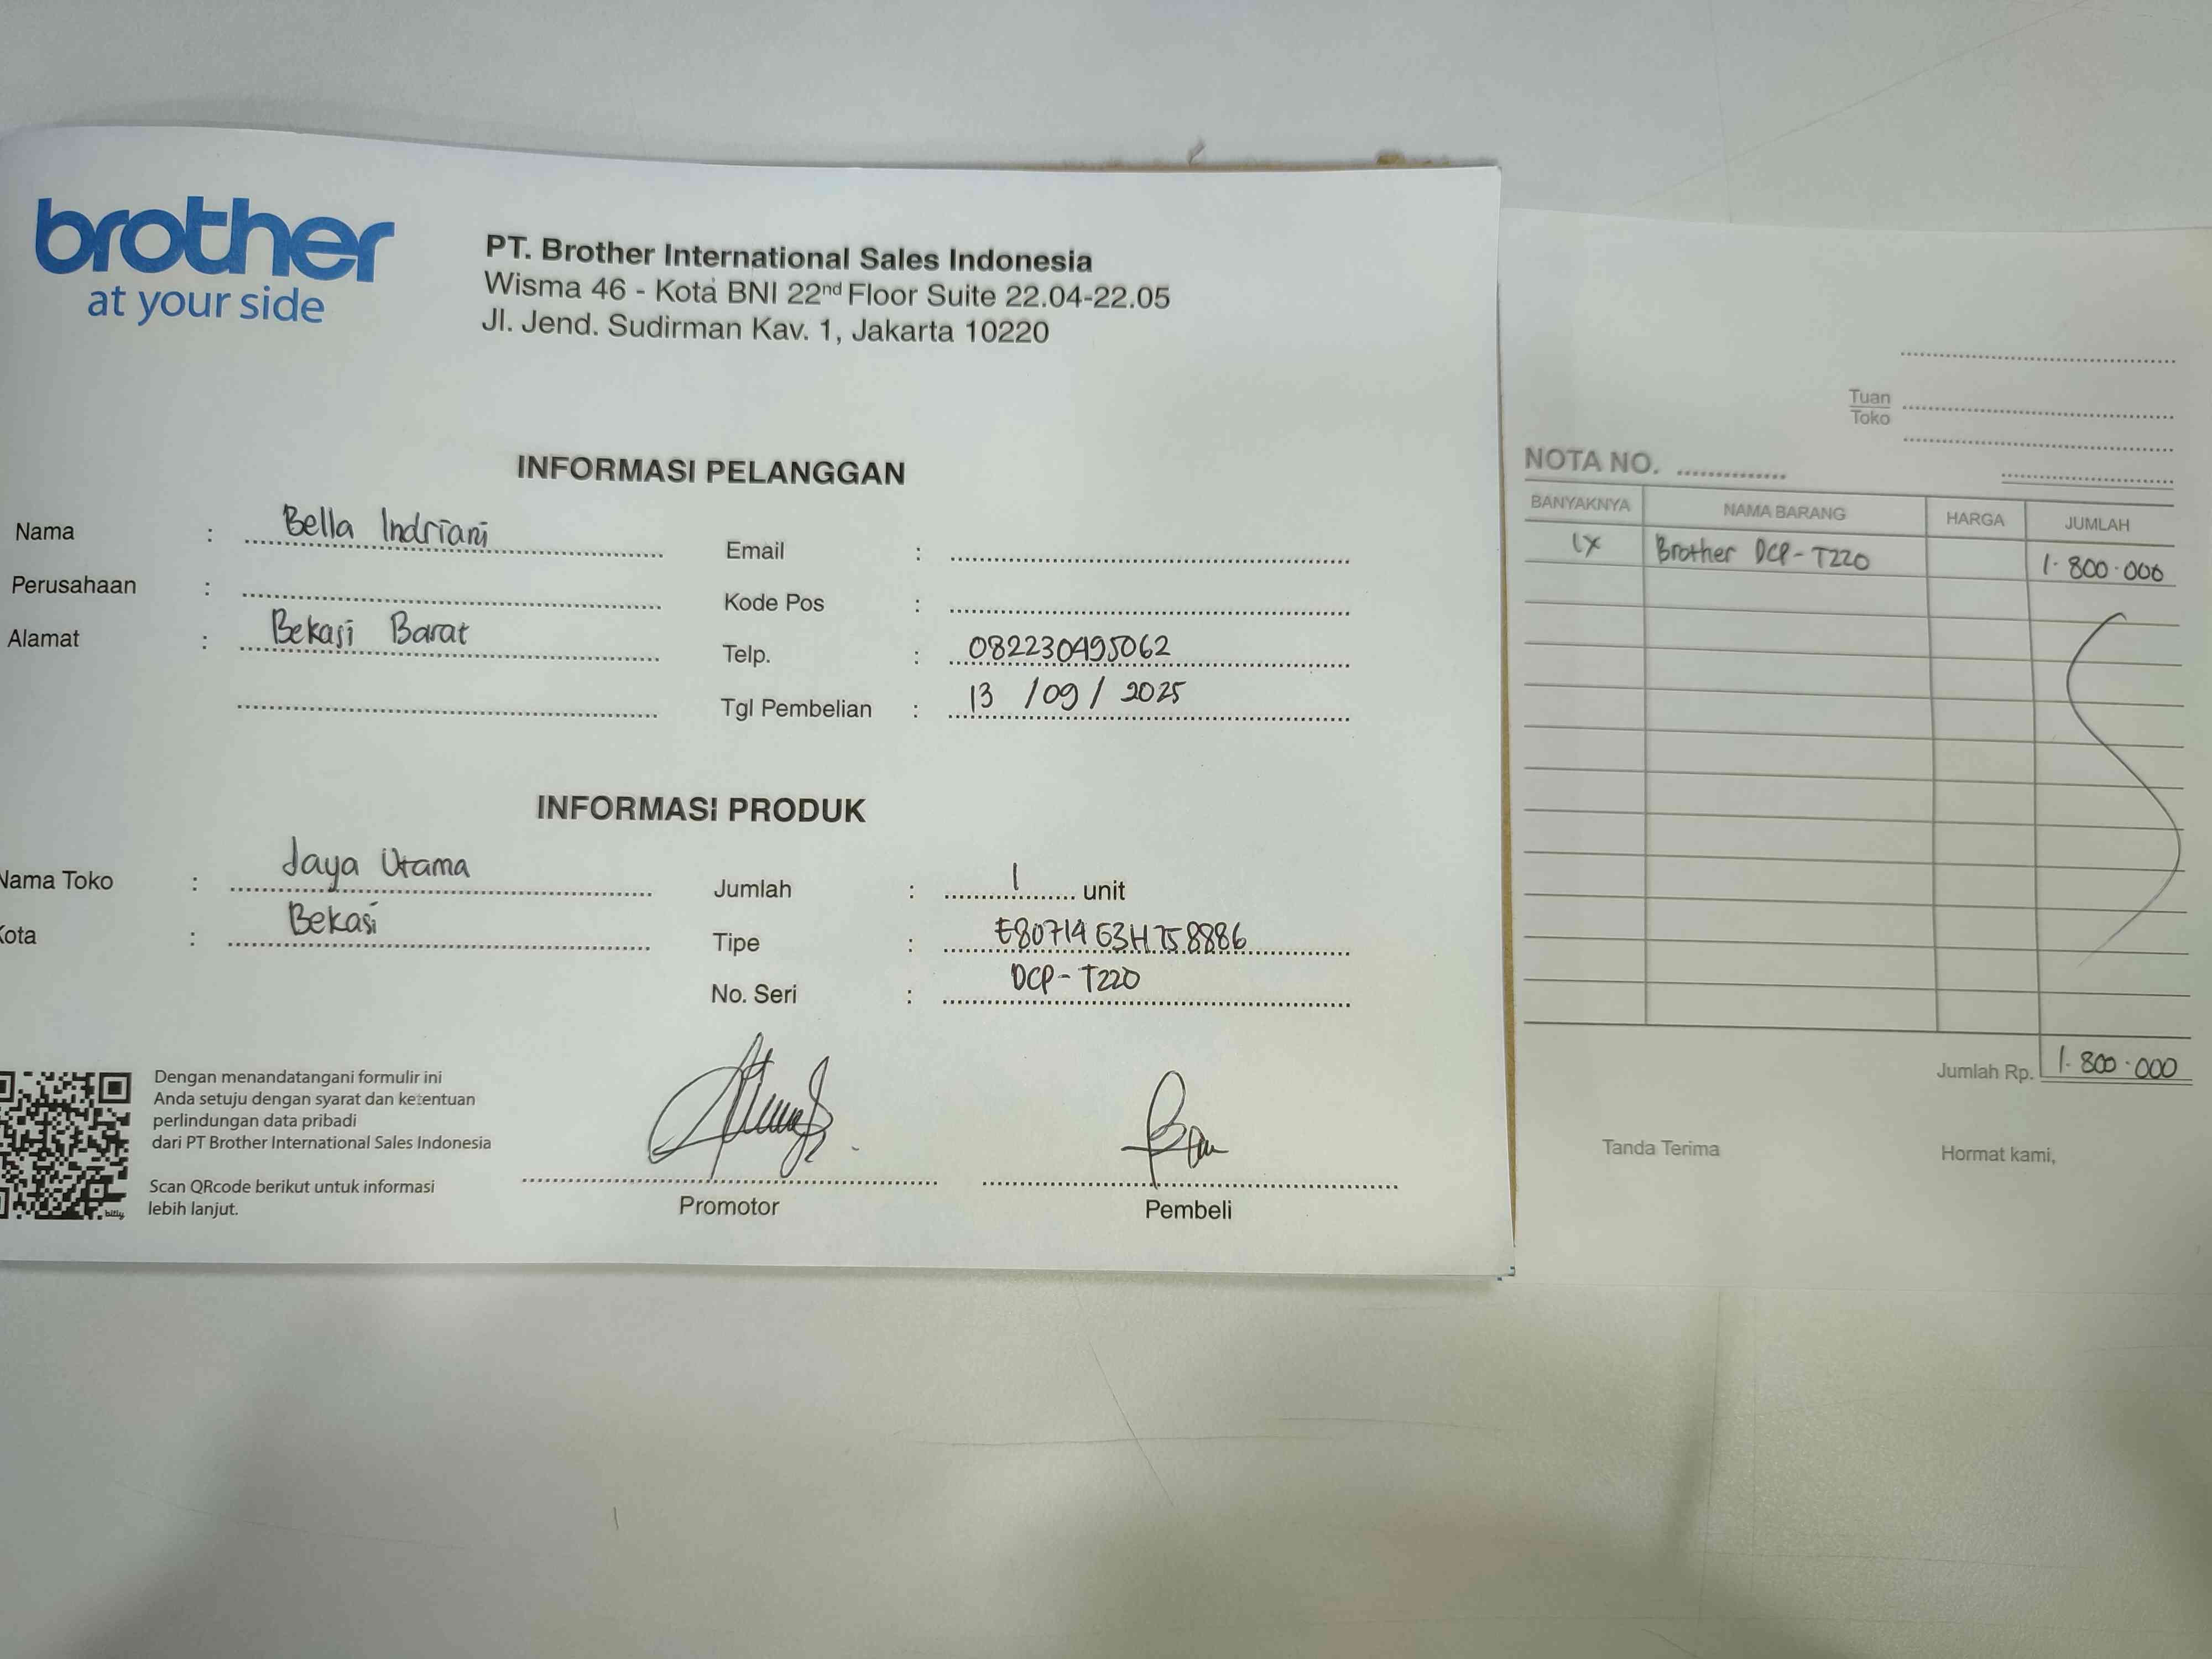 brother
at your side
PT. Brother International Sales Indonesia
Wisma 46 - Kota BNI 22nd Floor Suite 22.04-22.05
Jl. Jend. Sudirman Kav. 1, Jakarta 10220
INFORMASI PELANGGAN
Nama : Bella Indriani
Perusahaan :
Alamat : Bekasi Barat
Email :
Kode Pos :
Telp. : 082230495062
Tgl Pembelian : 13 / 09 / 2025
INFORMASI PRODUK
Nama Toko : Jaya Utama
Kota : Bekasi
Jumlah : 1 unit
Tipe : E80714G3H758886
No. Seri : DCP-T220
Dengan menandatangani formulir ini
Anda setuju dengan syarat dan ketentuan
perlindungan data pribadi
dari PT Brother International Sales Indonesia
Scan QRcode berikut untuk informasi
lebih lanjut.
bitly
Promotor
Pembeli
Tuan
Toko
NOTA NO.
BANYAKNYA NAMA BARANG HARGA JUMLAH
1x Brother DCP-T220 1.800.000
Jumlah Rp. 1.800.000
Tanda Terima
Hormat kami,